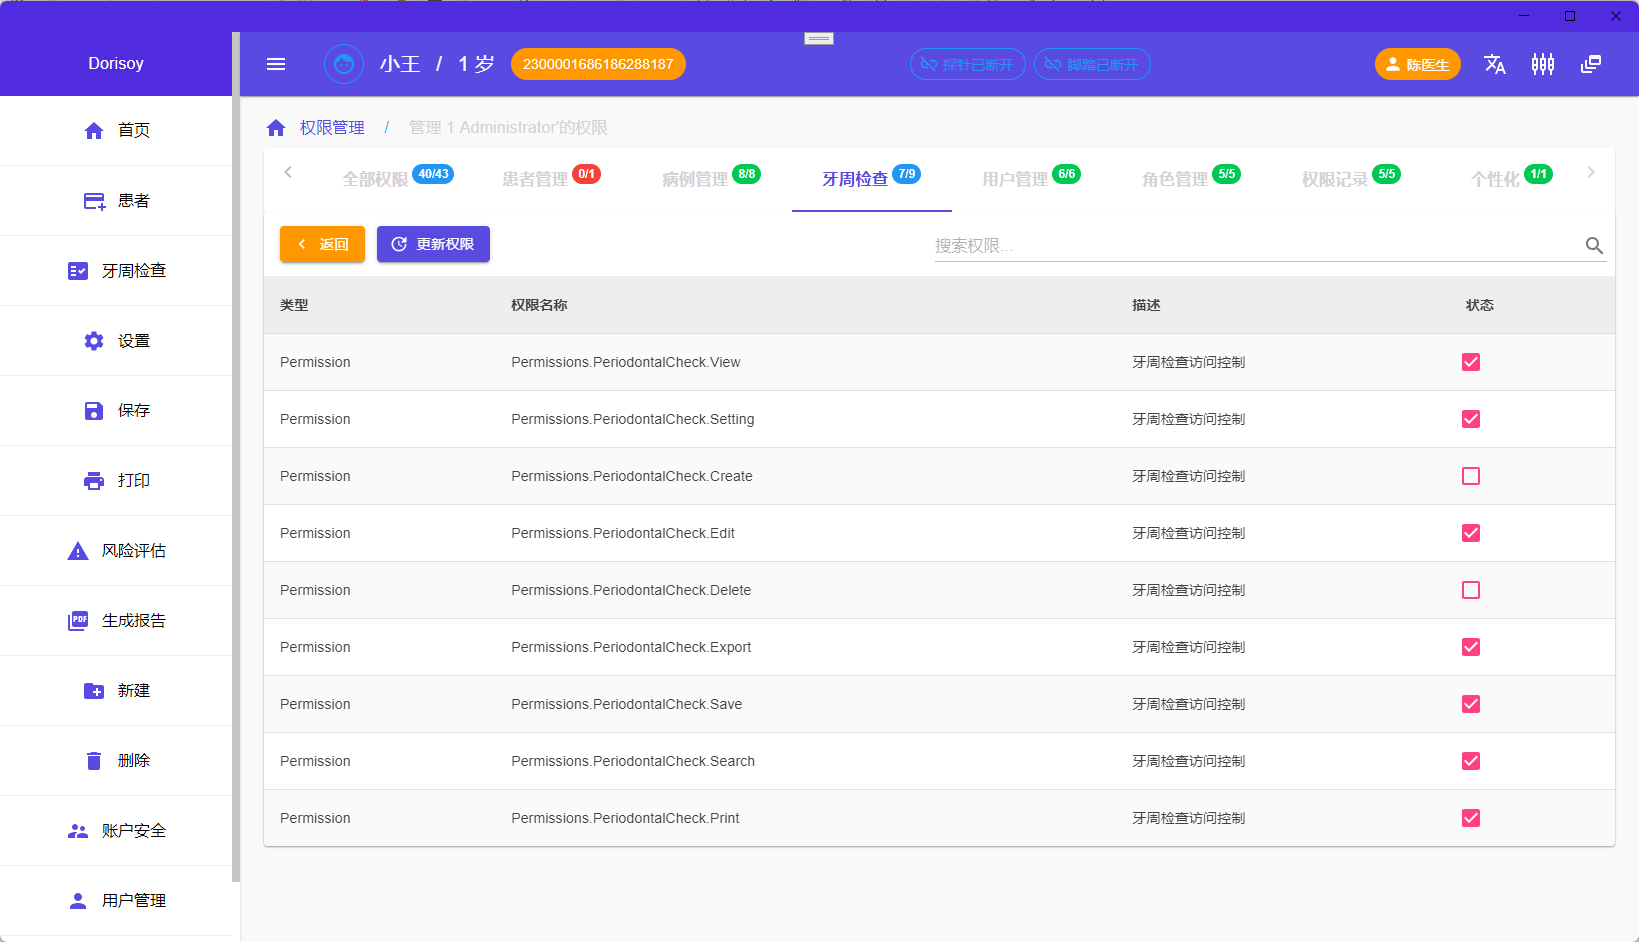 Dorisoy
小王 / 1 岁 2300001686186288187 探针已断开 脚踏已断开 陈医生
首页
患者
牙周检查
设置
保存
打印
风险评估
生成报告
新建
删除
账户安全
用户管理
权限管理 / 管理 1 Administrator'的权限
全部权限 40/43 患者管理 0/1 病例管理 8/8 牙周检查 7/9 用户管理 6/6 角色管理 5/5 权限记录 5/5 个性化 1/1
返回 更新权限 搜索权限...
类型 权限名称 描述 状态
Permission Permissions.PeriodontalCheck.View 牙周检查访问控制
Permission Permissions.PeriodontalCheck.Setting 牙周检查访问控制
Permission Permissions.PeriodontalCheck.Create 牙周检查访问控制
Permission Permissions.PeriodontalCheck.Edit 牙周检查访问控制
Permission Permissions.PeriodontalCheck.Delete 牙周检查访问控制
Permission Permissions.PeriodontalCheck.Export 牙周检查访问控制
Permission Permissions.PeriodontalCheck.Save 牙周检查访问控制
Permission Permissions.PeriodontalCheck.Search 牙周检查访问控制
Permission Permissions.PeriodontalCheck.Print 牙周检查访问控制